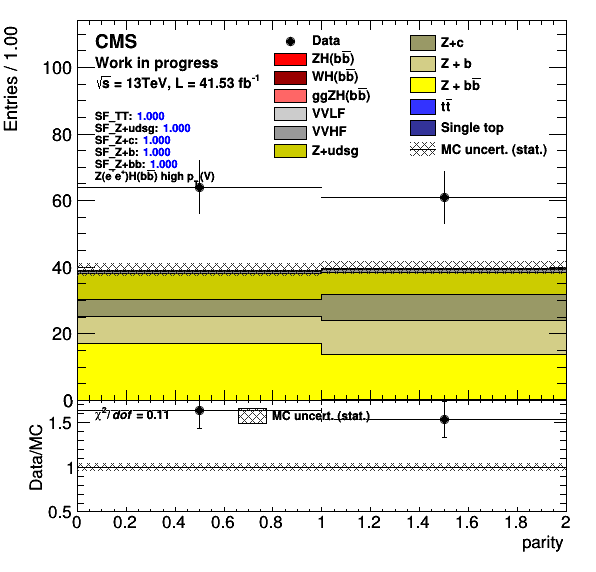 Entries / 1.00
100
80
60
40
20
0
CMS
Work in progress
√s = 13TeV, L = 41.53 fb⁻¹
SF_TT: 1.000
SF_Z+udsg: 1.000
SF_Z+c: 1.000
SF_Z+b: 1.000
SF_Z+bb: 1.000
Z(e⁻e⁺)H(bb̅) high p_T(V)
Data
ZH(bb̅)
WH(bb̅)
ggZH(bb̅)
VVLF
VVHF
Z+udsg
Z+c
Z + b
Z + bb̅
tt̅
Single top
MC uncert. (stat.)
Data/MC
1.5
1
0.5
χ²/dof = 0.11
MC uncert. (stat.)
0 0.2 0.4 0.6 0.8 1 1.2 1.4 1.6 1.8 2
parity